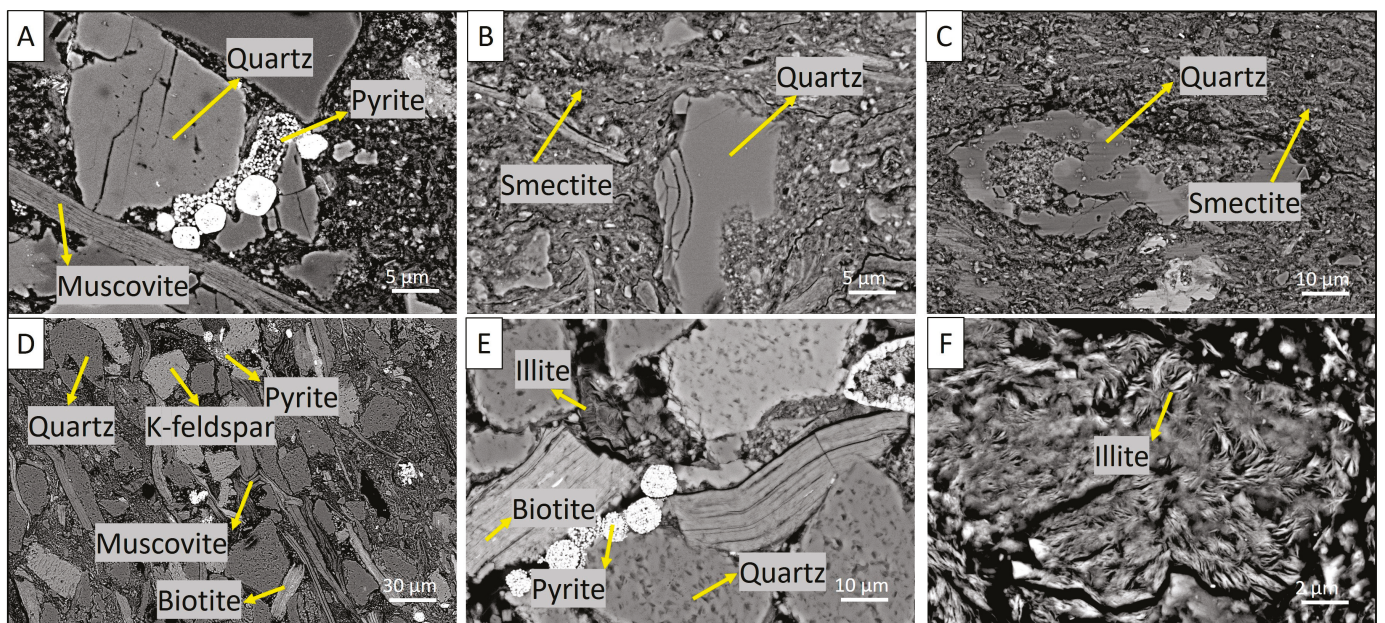 A
Quartz
Pyrite
Muscovite
5 µm
B
Quartz
Smectite
5 µm
C
Quartz
Smectite
10 µm
D
Pyrite
Quartz
K-feldspar
Muscovite
Biotite
30 µm
E
Illite
Biotite
Pyrite
Quartz
10 µm
F
Illite
2 µm